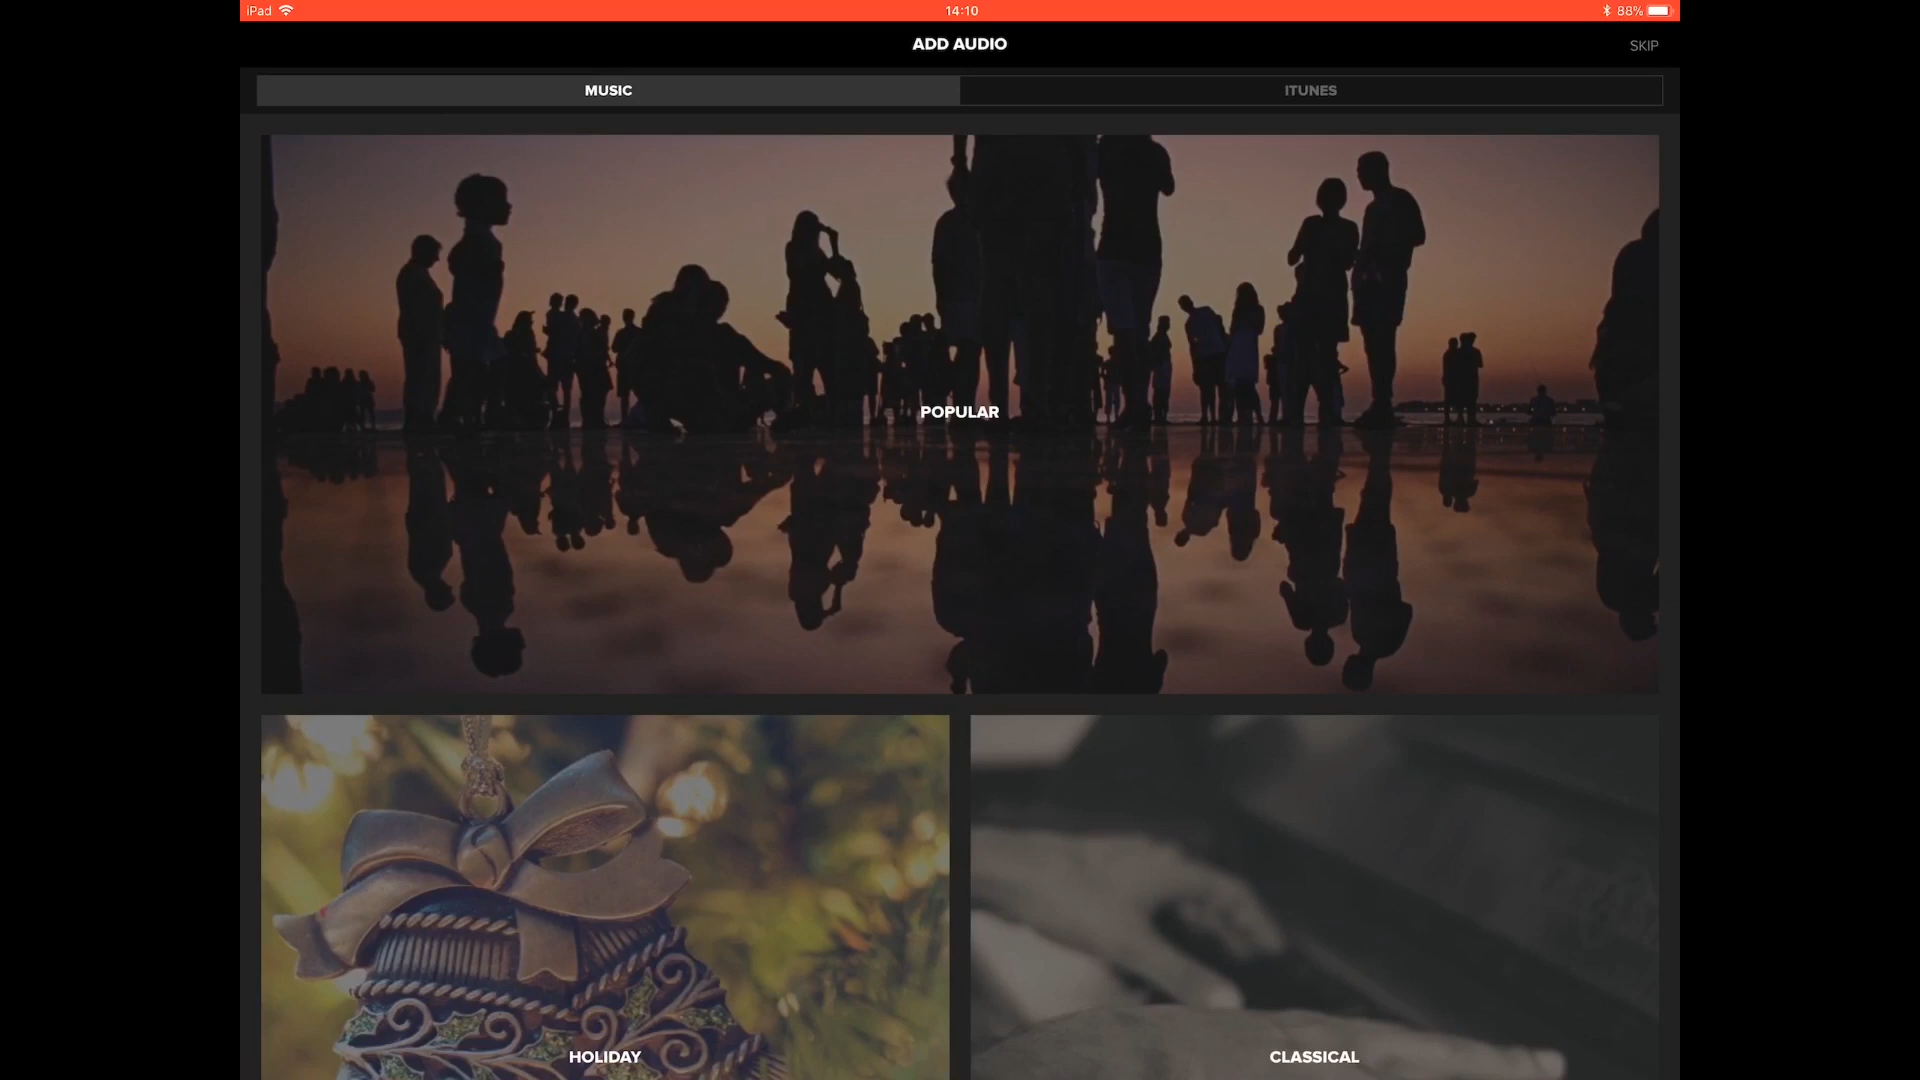 iPad 14:10 88%
ADD AUDIO SKIP
MUSIC ITUNES
POPULAR
HOLIDAY CLASSICAL